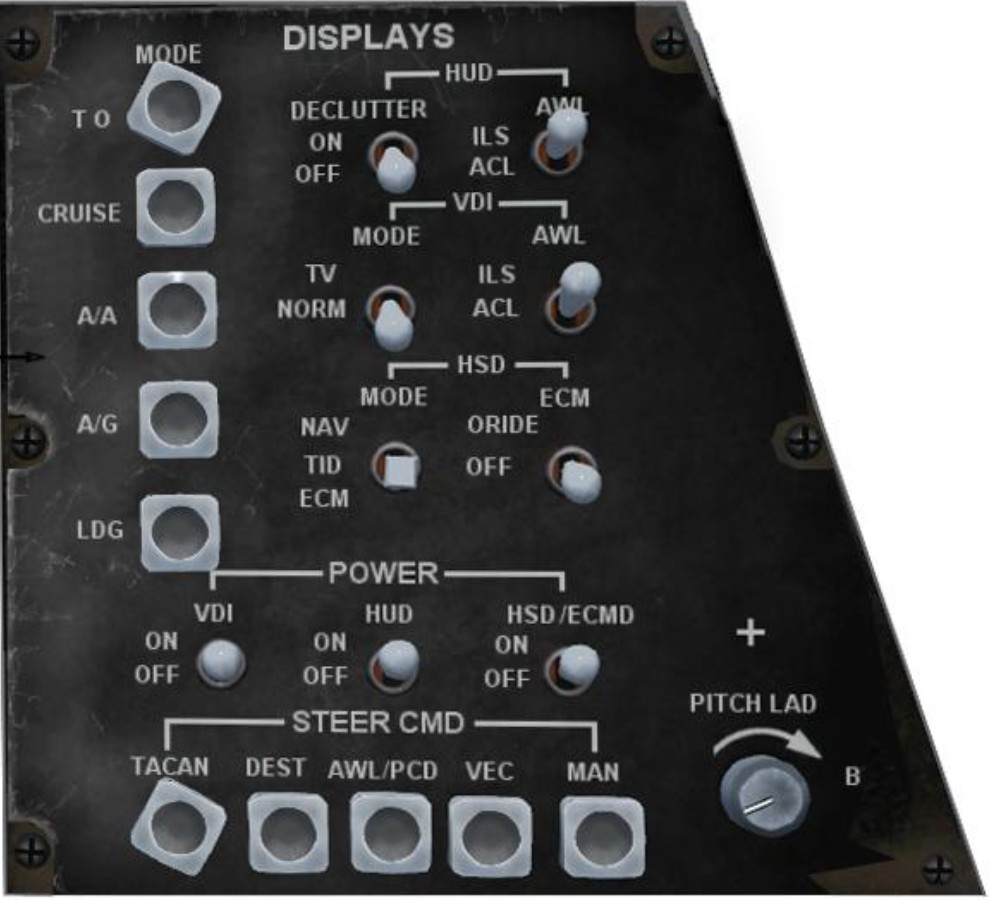 DISPLAYS
MODE
HUD
T O
DECLUTTER AWL
ON ILS
OFF ACL
CRUISE
VDI
MODE AWL
TV ILS
NORM ACL
A/A
HSD
MODE ECM
A/G NAV ORIDE
TID OFF
ECM
LDG
POWER
VDI HUD HSD/ECMD
ON ON ON
OFF OFF OFF
+
PITCH LAD
STEER CMD
TACAN DEST AWL/PCD VEC MAN
B